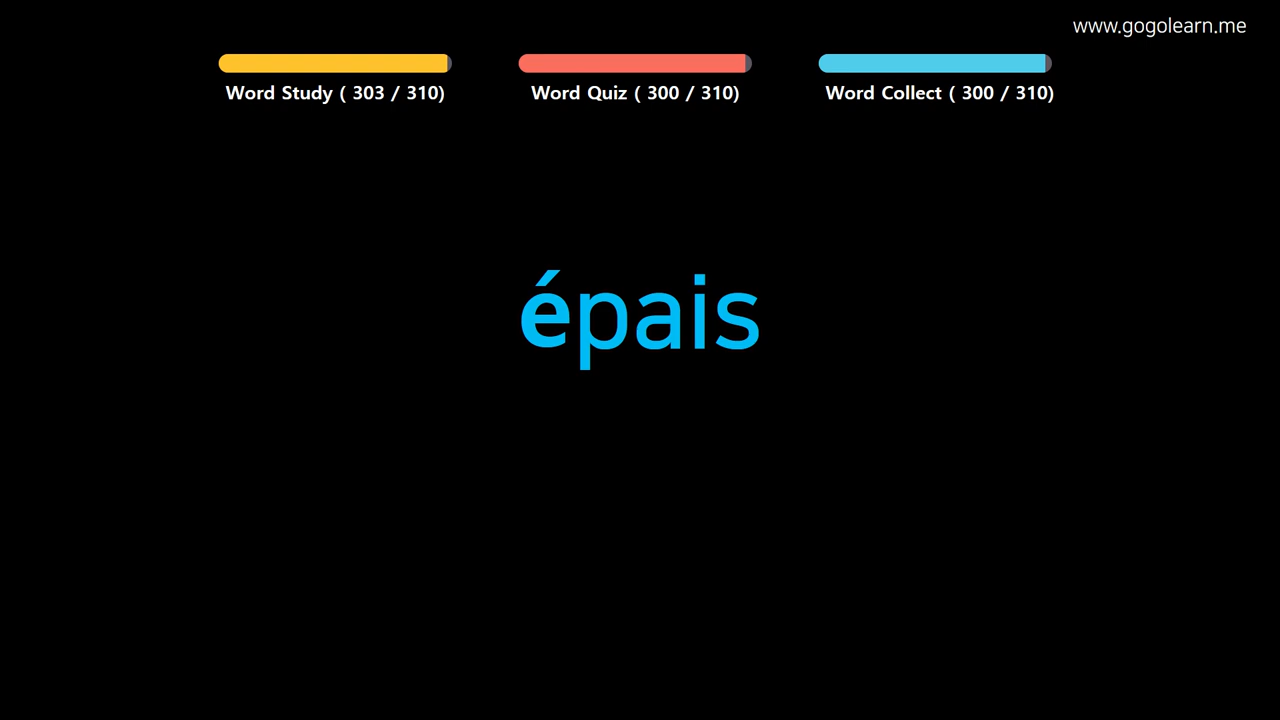 www.gogolearn.me
Word Study ( 303 / 310)
Word Quiz ( 300 / 310)
Word Collect ( 300 / 310)
épais